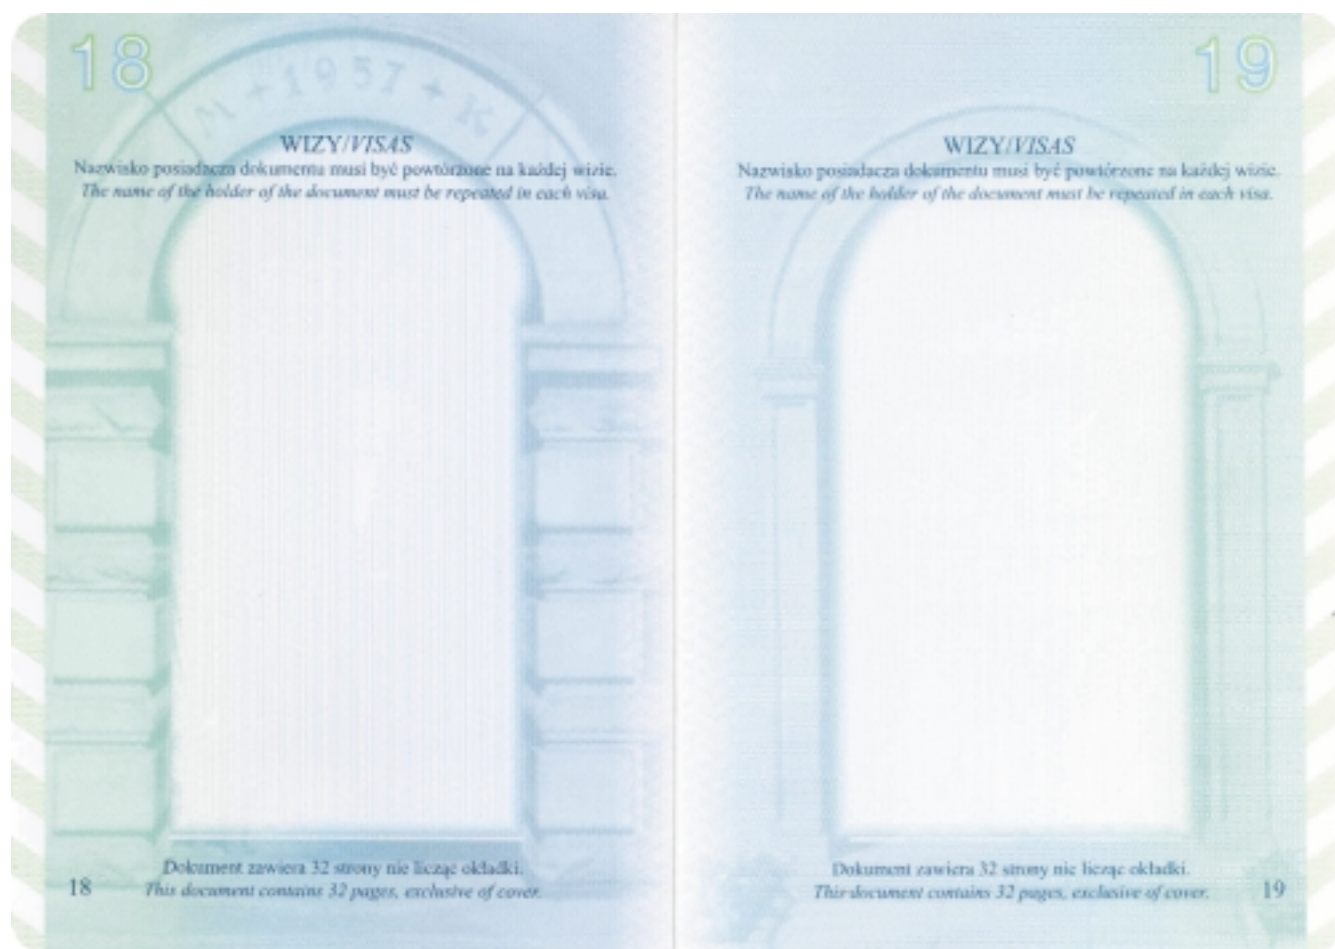 18
M + 1957 + K
WIZY/VISAS
Nazwisko posiadacza dokumentu musi być powtórzone na każdej wizie.
The name of the holder of the document must be repeated in each visa.
Dokument zawiera 32 strony nie licząc okładki.
18 This document contains 32 pages, exclusive of cover.
19
WIZY/VISAS
Nazwisko posiadacza dokumentu musi być powtórzone na każdej wizie.
The name of the holder of the document must be repeated in each visa.
Dokument zawiera 32 strony nie licząc okładki.
This document contains 32 pages, exclusive of cover. 19